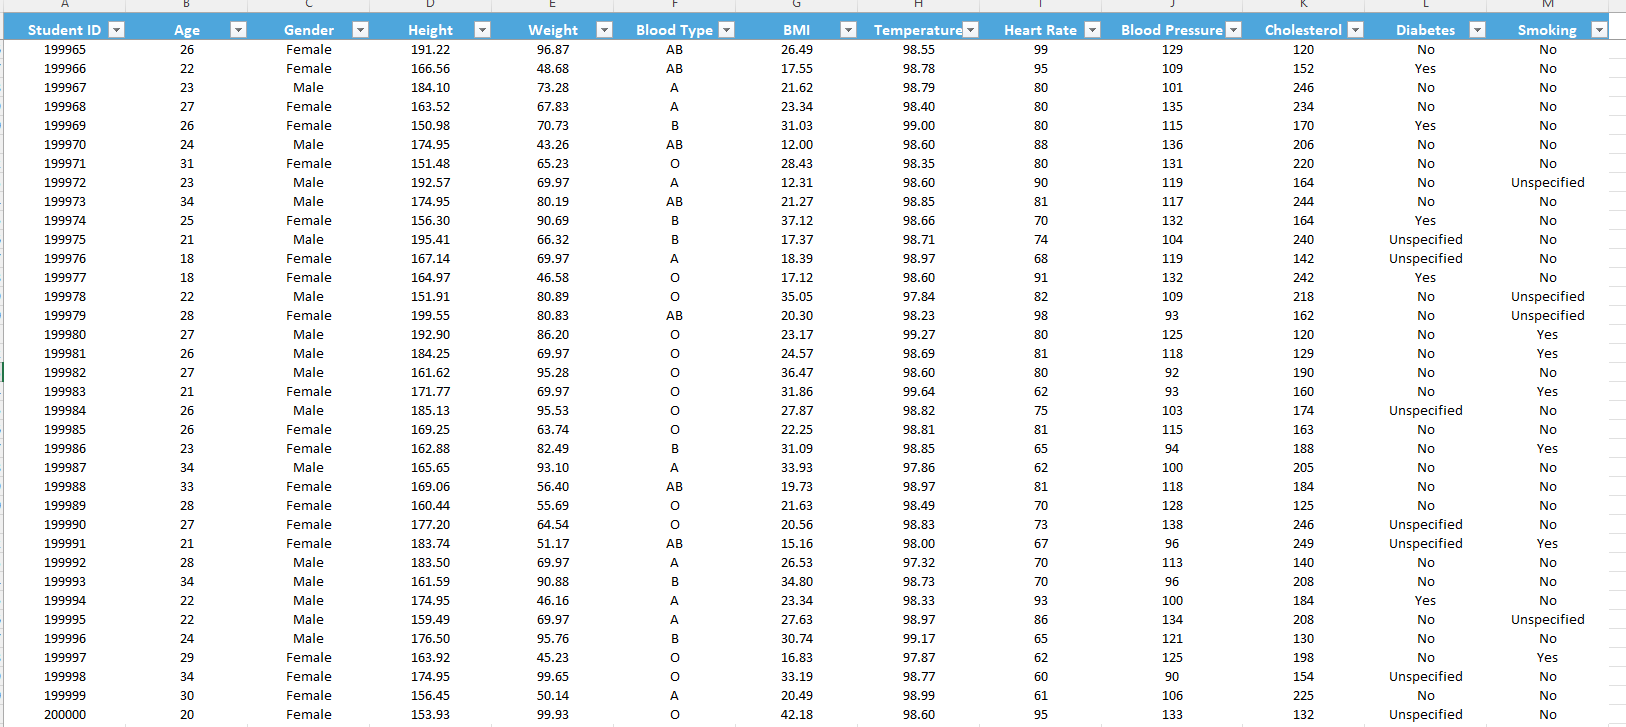 A B C D E F G H I J K L M
Student ID Age Gender Height Weight Blood Type BMI Temperature Heart Rate Blood Pressure Cholesterol Diabetes Smoking
199965 26 Female 191.22 96.87 AB 26.49 98.55 99 129 120 No No
199966 22 Female 166.56 48.68 AB 17.55 98.78 95 109 152 Yes No
199967 23 Male 184.10 73.28 A 21.62 98.79 80 101 246 No No
199968 27 Female 163.52 67.83 A 23.34 98.40 80 135 234 No No
199969 26 Female 150.98 70.73 B 31.03 99.00 80 115 170 Yes No
199970 24 Male 174.95 43.26 AB 12.00 98.60 88 136 206 No No
199971 31 Female 151.48 65.23 O 28.43 98.35 80 131 220 No No
199972 23 Male 192.57 69.97 A 12.31 98.60 90 119 164 No Unspecified
199973 34 Male 174.95 80.19 AB 21.27 98.85 81 117 244 No No
199974 25 Female 156.30 90.69 B 37.12 98.66 70 132 164 Yes No
199975 21 Male 195.41 66.32 B 17.37 98.71 74 104 240 Unspecified No
199976 18 Female 167.14 69.97 A 18.39 98.97 68 119 142 Unspecified No
199977 18 Female 164.97 46.58 O 17.12 98.60 91 132 242 Yes No
199978 22 Male 151.91 80.89 O 35.05 97.84 82 109 218 No Unspecified
199979 28 Female 199.55 80.83 AB 20.30 98.23 98 93 162 No Unspecified
199980 27 Male 192.90 86.20 O 23.17 99.27 80 125 120 No Yes
199981 26 Male 184.25 69.97 O 24.57 98.69 81 118 129 No Yes
199982 27 Male 161.62 95.28 O 36.47 98.60 80 92 190 No No
199983 21 Female 171.77 69.97 O 31.86 99.64 62 93 160 No Yes
199984 26 Male 185.13 95.53 O 27.87 98.82 75 103 174 Unspecified No
199985 26 Female 169.25 63.74 O 22.25 98.81 81 115 163 No No
199986 23 Female 162.88 82.49 B 31.09 98.85 65 94 188 No Yes
199987 34 Male 165.65 93.10 A 33.93 97.86 62 100 205 No No
199988 33 Female 169.06 56.40 AB 19.73 98.97 81 118 184 No No
199989 28 Female 160.44 55.69 O 21.63 98.49 70 128 125 No No
199990 27 Female 177.20 64.54 O 20.56 98.83 73 138 246 Unspecified No
199991 21 Female 183.74 51.17 AB 15.16 98.00 67 96 249 Unspecified Yes
199992 28 Male 183.50 69.97 A 26.53 97.32 70 113 140 No No
199993 34 Male 161.59 90.88 B 34.80 98.73 70 96 208 No No
199994 22 Male 174.95 46.16 A 23.34 98.33 93 100 184 Yes No
199995 22 Male 159.49 69.97 A 27.63 98.97 86 134 208 No Unspecified
199996 24 Male 176.50 95.76 B 30.74 99.17 65 121 130 No No
199997 29 Female 163.92 45.23 O 16.83 97.87 62 125 198 No Yes
199998 34 Female 174.95 99.65 O 33.19 98.77 60 90 154 Unspecified No
199999 30 Female 156.45 50.14 A 20.49 98.99 61 106 225 No No
200000 20 Female 153.93 99.93 O 42.18 98.60 95 133 132 Unspecified No